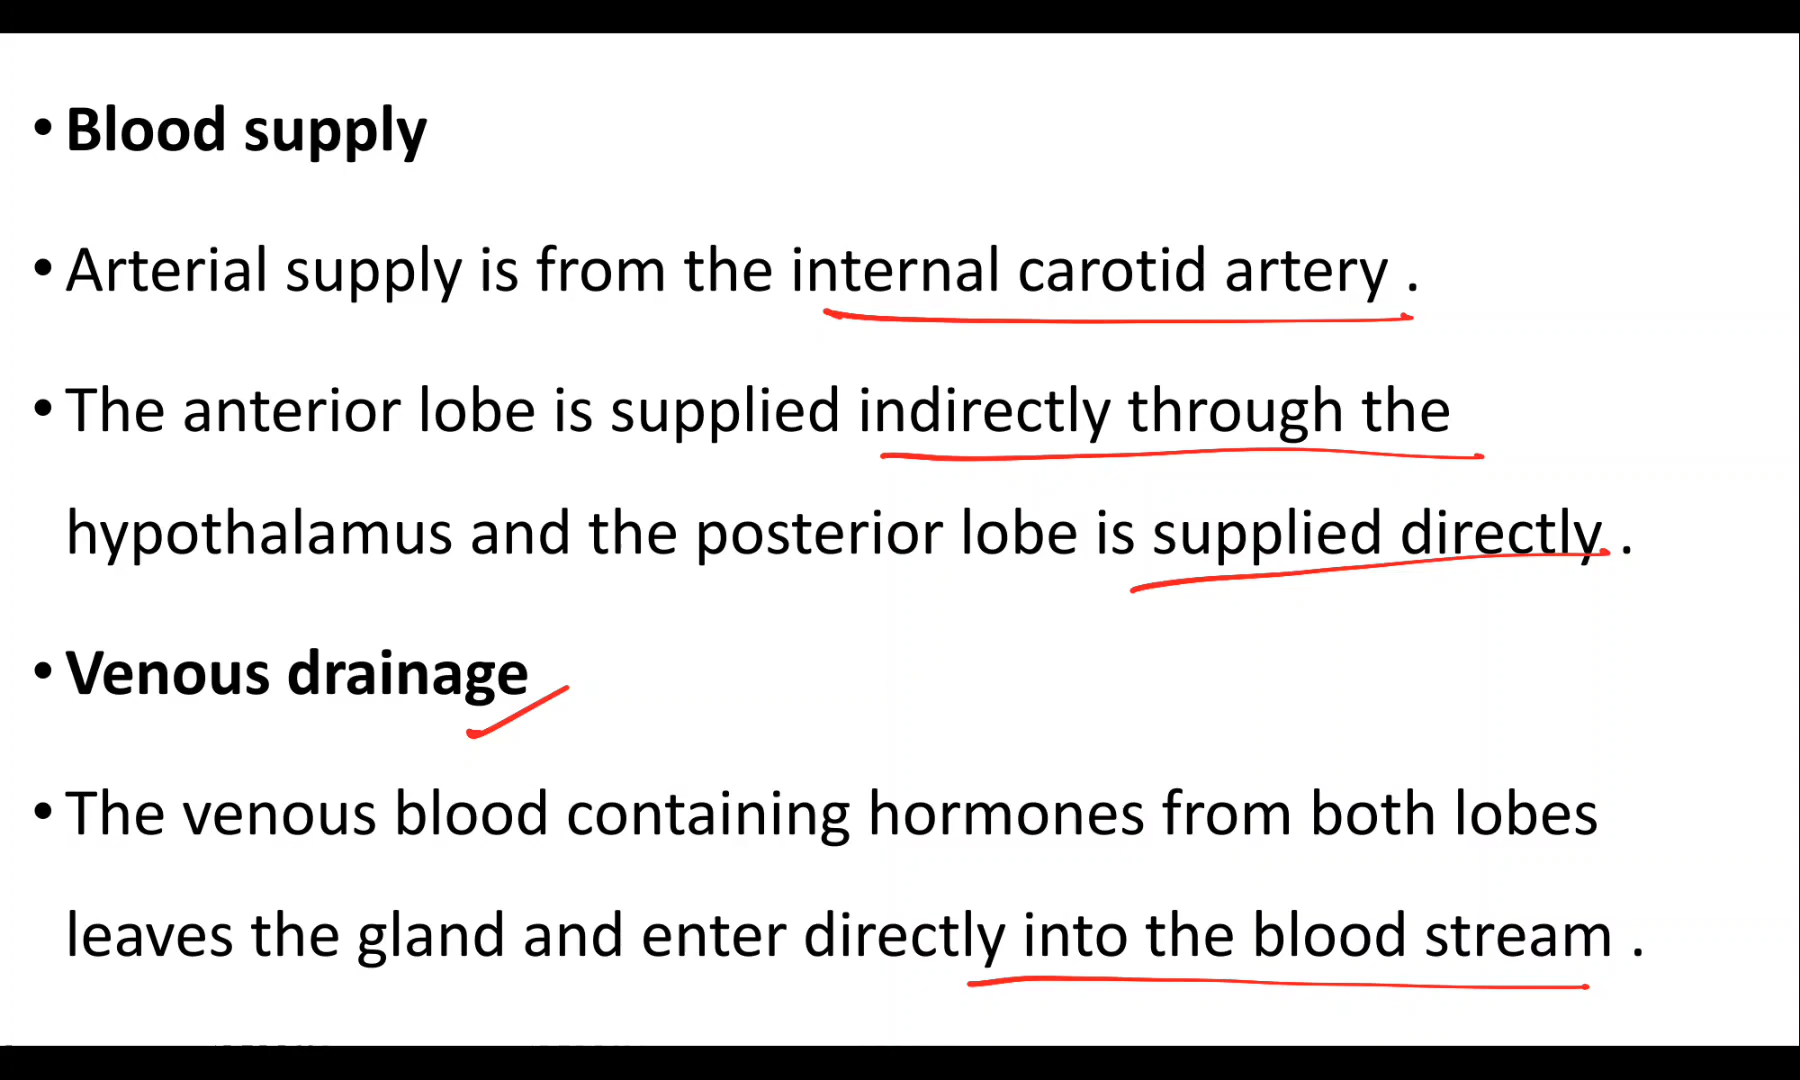 • Blood supply
• Arterial supply is from the internal carotid artery .
• The anterior lobe is supplied indirectly through the
hypothalamus and the posterior lobe is supplied directly .
• Venous drainage
• The venous blood containing hormones from both lobes
leaves the gland and enter directly into the blood stream .